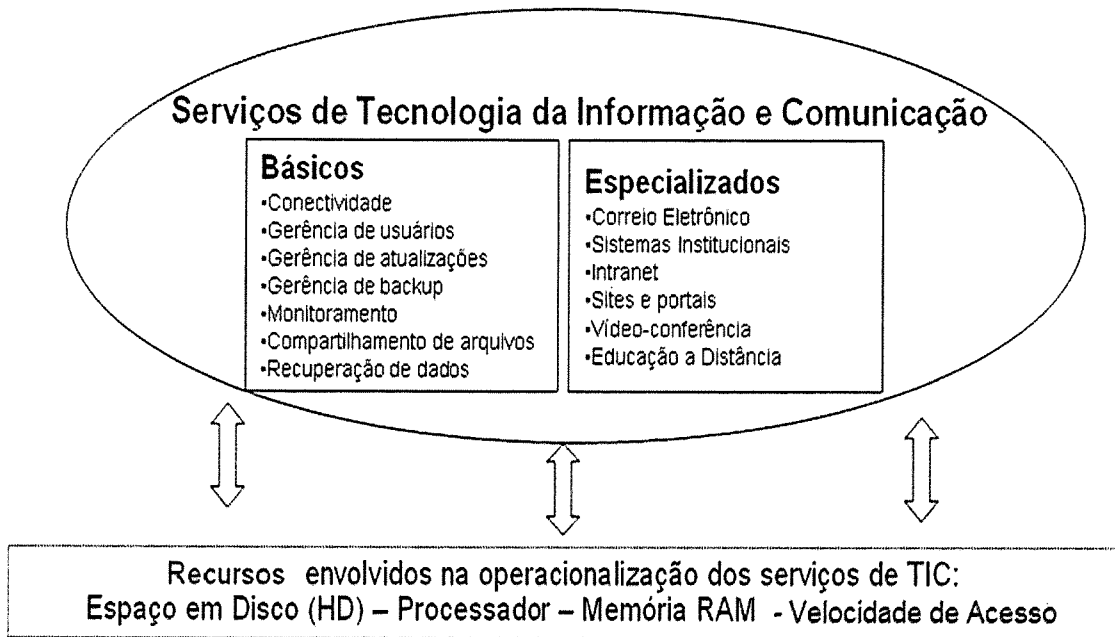 Serviços de Tecnologia da Informação e Comunicação
Básicos
•Conectividade
•Gerência de usuários
•Gerência de atualizações
•Gerência de backup
•Monitoramento
•Compartilhamento de arquivos
•Recuperação de dados
Especializados
•Correio Eletrônico
•Sistemas Institucionais
•Intranet
•Sites e portais
•Vídeo-conferência
•Educação a Distância
Recursos envolvidos na operacionalização dos serviços de TIC:
Espaço em Disco (HD) – Processador – Memória RAM - Velocidade de Acesso